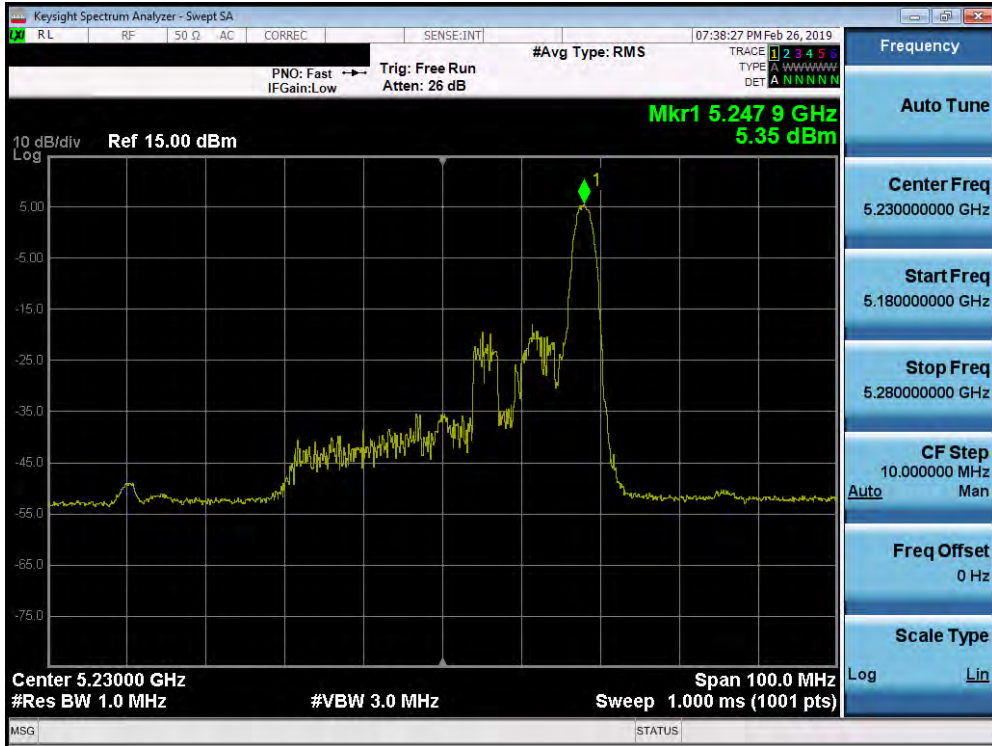 Keysight Spectrum Analyzer - Swept SA
LXI RL RF 50 Ω AC CORREC SENSE:INT 07:38:27 PM Feb 26, 2019
#Avg Type: RMS TRACE 1 2 3 4 5 6
PNO: Fast Trig: Free Run TYPE A WWWWW
IFGain:Low Atten: 26 dB DET A N N N N N
Mkr1 5.247 9 GHz
5.35 dBm
10 dB/div Ref 15.00 dBm
Log
1
5.00
-5.00
-15.0
-25.0
-35.0
-45.0
-55.0
-65.0
-75.0
Center 5.23000 GHz Span 100.0 MHz
#Res BW 1.0 MHz #VBW 3.0 MHz Sweep 1.000 ms (1001 pts)
MSG STATUS
Frequency
Auto Tune
Center Freq
5.230000000 GHz
Start Freq
5.180000000 GHz
Stop Freq
5.280000000 GHz
CF Step
10.000000 MHz
Auto Man
Freq Offset
0 Hz
Scale Type
Log Lin